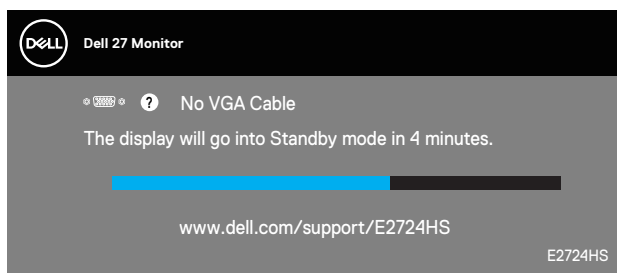 DELL
Dell 27 Monitor
? No VGA Cable
The display will go into Standby mode in 4 minutes.
www.dell.com/support/E2724HS
E2724HS